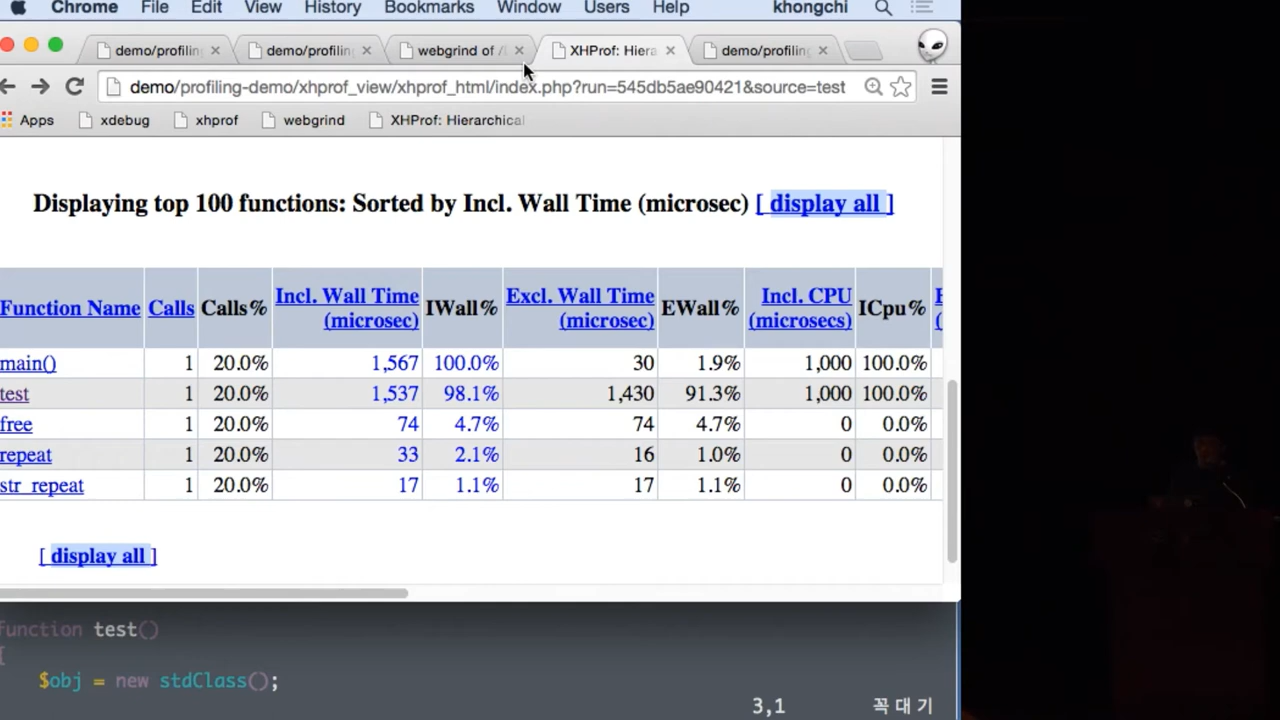 Chrome File Edit View History Bookmarks Window Users Help khongchi
demo/profiling demo/profiling webgrind of / XHProf: Hiera demo/profiling
demo/profiling-demo/xhprof_view/xhprof_html/index.php?run=545db5ae90421&source=test
Apps xdebug xhprof webgrind XHProf: Hierarchical
Displaying top 100 functions: Sorted by Incl. Wall Time (microsec) [ display all ]
Function Name Calls Calls% Incl. Wall Time (microsec) IWall% Excl. Wall Time (microsec) EWall% Incl. CPU (microsecs) ICpu%
main() 1 20.0% 1,567 100.0% 30 1.9% 1,000 100.0%
test 1 20.0% 1,537 98.1% 1,430 91.3% 1,000 100.0%
free 1 20.0% 74 4.7% 74 4.7% 0 0.0%
repeat 1 20.0% 33 2.1% 16 1.0% 0 0.0%
str_repeat 1 20.0% 17 1.1% 17 1.1% 0 0.0%
[ display all ]
function test()
{
$obj = new stdClass();
3,1 꼭대기